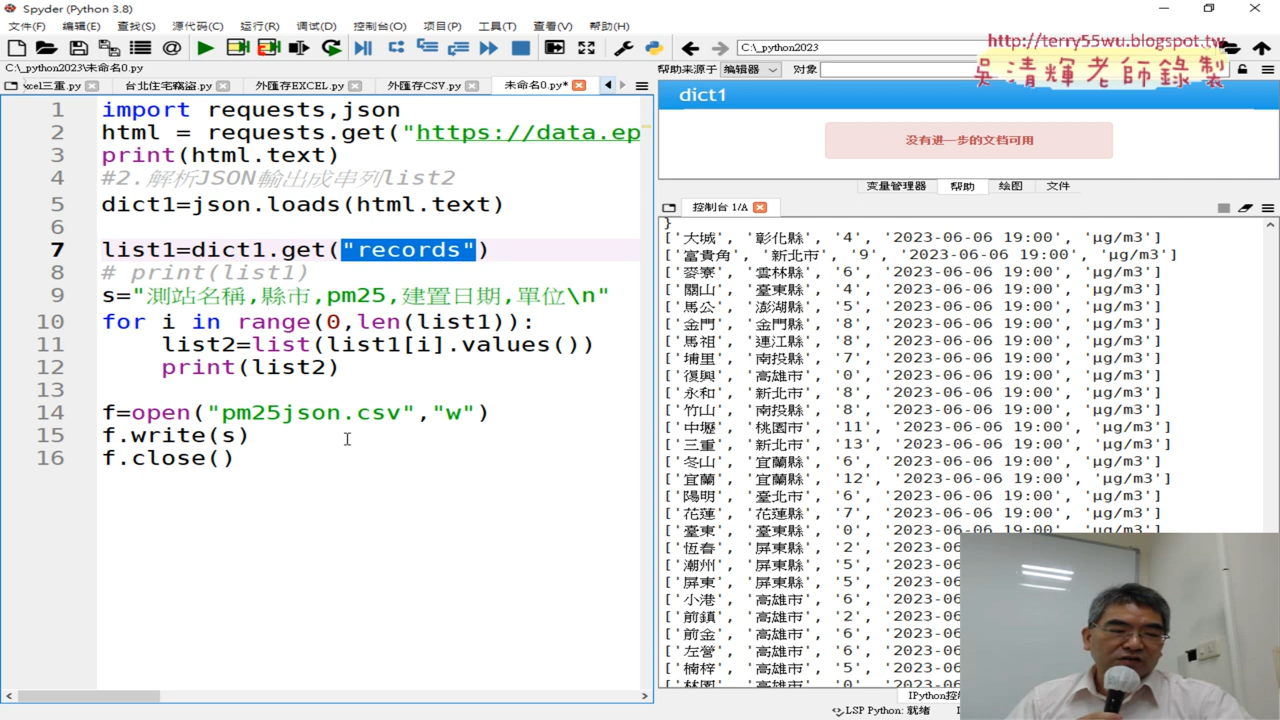 Spyder (Python 3.8)
文件(F) 编辑(E) 查找(S) 源代码(C) 运行(R) 调试(D) 控制台(O) 项目(P) 工具(T) 查看(V) 帮助(H)
C:\_python2023
http://terry55wu.blogspot.tw
吳清輝老師錄製
C:\_python2023\未命名0.py
帮助来源于 编辑器 对象
xcel三重.py 台北住宅竊盜.py 外匯存EXCEL.py 外匯存CSV.py 未命名0.py*
dict1
没有进一步的文档可用
变量管理器 帮助 绘图 文件
控制台 1/A
1 import requests,json
2 html = requests.get("https://data.ep
3 print(html.text)
4 #2.解析JSON輸出成串列list2
5 dict1=json.loads(html.text)
6
7 list1=dict1.get("records")
8 # print(list1)
9 s="測站名稱,縣市,pm25,建置日期,單位\n"
10 for i in range(0,len(list1)):
11 list2=list(list1[i].values())
12 print(list2)
13
14 f=open("pm25json.csv","w")
15 f.write(s)
16 f.close()
}
['大城', '彰化縣', '4', '2023-06-06 19:00', 'μg/m3']
['富貴角', '新北市', '9', '2023-06-06 19:00', 'μg/m3']
['麥寮', '雲林縣', '6', '2023-06-06 19:00', 'μg/m3']
['關山', '臺東縣', '4', '2023-06-06 19:00', 'μg/m3']
['馬公', '澎湖縣', '5', '2023-06-06 19:00', 'μg/m3']
['金門', '金門縣', '8', '2023-06-06 19:00', 'μg/m3']
['馬祖', '連江縣', '8', '2023-06-06 19:00', 'μg/m3']
['埔里', '南投縣', '7', '2023-06-06 19:00', 'μg/m3']
['復興', '高雄市', '0', '2023-06-06 19:00', 'μg/m3']
['永和', '新北市', '8', '2023-06-06 19:00', 'μg/m3']
['竹山', '南投縣', '8', '2023-06-06 19:00', 'μg/m3']
['中壢', '桃園市', '11', '2023-06-06 19:00', 'μg/m3']
['三重', '新北市', '13', '2023-06-06 19:00', 'μg/m3']
['冬山', '宜蘭縣', '6', '2023-06-06 19:00', 'μg/m3']
['宜蘭', '宜蘭縣', '12', '2023-06-06 19:00', 'μg/m3']
['陽明', '臺北市', '6', '2023-06-06 19:00', 'μg/m3']
['花蓮', '花蓮縣', '7', '2023-06-06 19:00', 'μg/m3']
['臺東', '臺東縣', '0', '2023-06-06 19:00', 'μg/m3']
['恆春', '屏東縣', '2', '2023-06
['潮州', '屏東縣', '5', '2023-06
['屏東', '屏東縣', '5', '2023-06
['小港', '高雄市', '6', '2023-06
['前鎮', '高雄市', '2', '2023-06
['前金', '高雄市', '6', '2023-06
['左營', '高雄市', '6', '2023-06
['楠梓', '高雄市', '5', '2023-06
['林園', '高雄市', '0', '2023-06
IPython控
LSP Python: 就绪